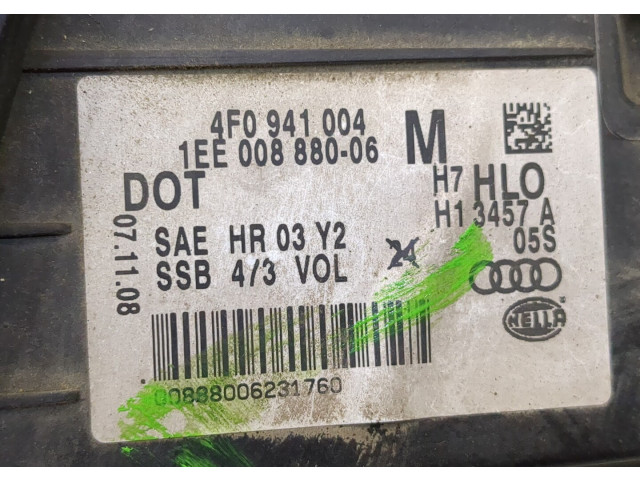 4F0 941 004 M
1EE 008 880-06
DOT H7 HLO
H1 3457 A
SAE HR 03 Y2 05S
SSB 4/3 VOL 24
07.11.08
HELLA
00888006231760